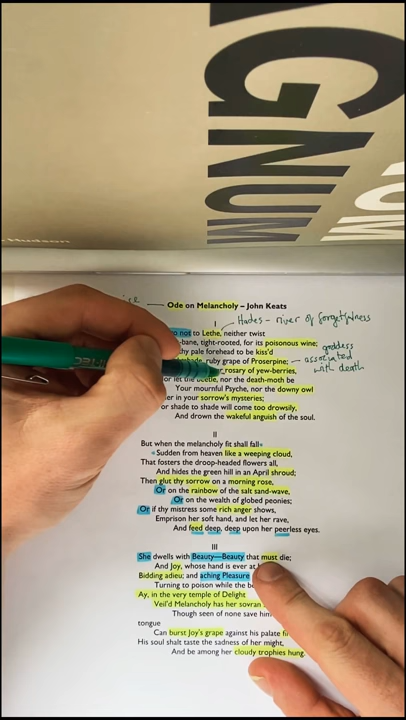 GNUM
UM
Hudson
Ode on Melancholy – John Keats
Hades - river of forgetfulness
I
not to Lethe, neither twist
-bane, tight-rooted, for its poisonous wine;
pale forehead to be kiss'd
ruby grape of Proserpine; — goddess associated with death
rosary of yew-berries,
or let the beetle, nor the death-moth be
Your mournful Psyche, nor the downy owl
er in your sorrow's mysteries;
or shade to shade will come too drowsily,
And drown the wakeful anguish of the soul.
II
But when the melancholy fit shall fall
Sudden from heaven like a weeping cloud,
That fosters the droop-headed flowers all,
And hides the green hill in an April shroud;
Then glut thy sorrow on a morning rose,
Or on the rainbow of the salt sand-wave,
Or on the wealth of globed peonies;
Or if thy mistress some rich anger shows,
Emprison her soft hand, and let her rave,
And feed deep, deep upon her peerless eyes.
III
She dwells with Beauty—Beauty that must die;
And Joy, whose hand is ever at
Bidding adieu; and aching Pleasure
Turning to poison while the b
Ay, in the very temple of Delight
Veil'd Melancholy has her sovran
Though seen of none save him
tongue
Can burst Joy's grape against his palate fi
His soul shalt taste the sadness of her might,
And be among her cloudy trophies hung.